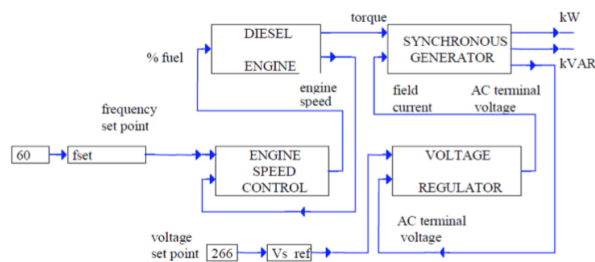 torque
kW
DIESEL
ENGINE
SYNCHRONOUS
GENERATOR
% fuel
kVAR
engine
speed
field
current
AC terminal
voltage
frequency
set point
60
fset
ENGINE
SPEED
CONTROL
VOLTAGE
REGULATOR
AC terminal
voltage
voltage
set point
266
Vs_ref